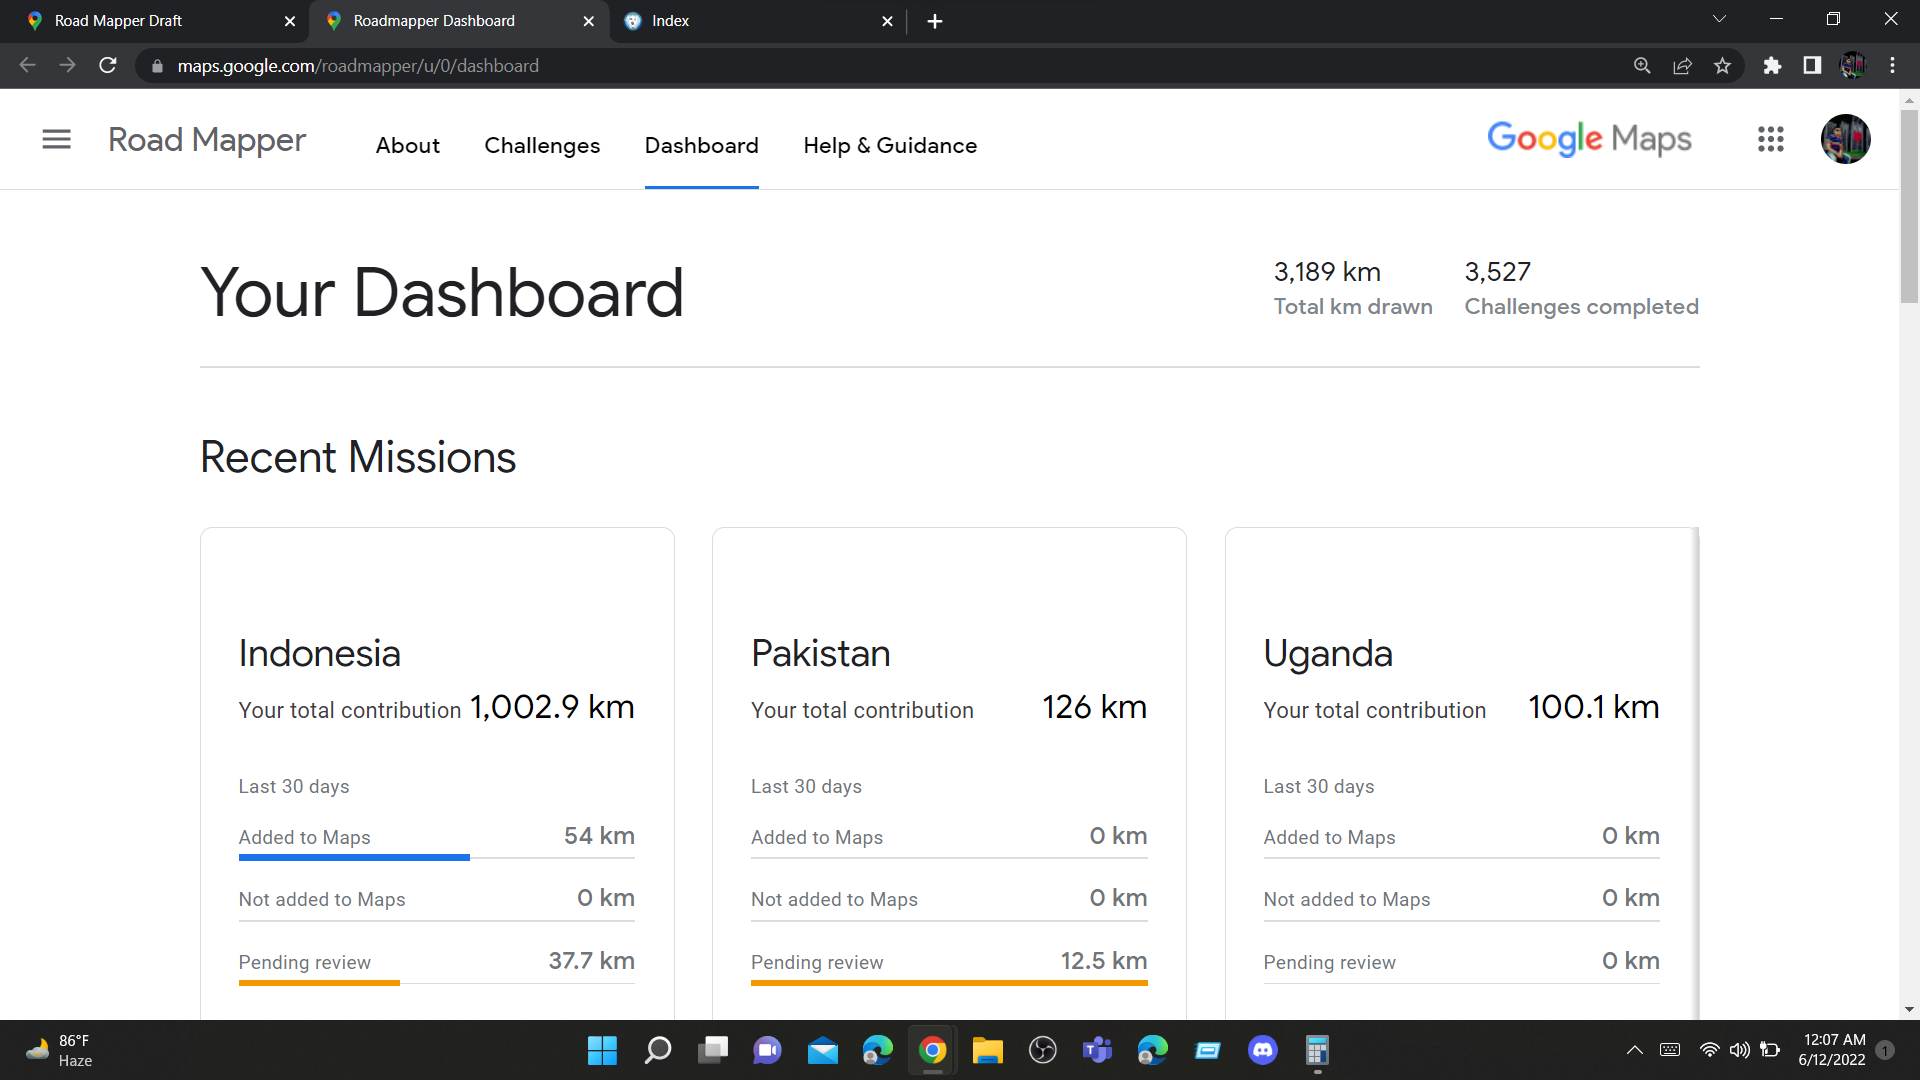 Road Mapper Draft
Roadmapper Dashboard
Index
maps.google.com/roadmapper/u/0/dashboard
Road Mapper
About
Challenges
Dashboard
Help & Guidance
Google Maps
Your Dashboard
3,189 km
Total km drawn
3,527
Challenges completed
Recent Missions
Indonesia
Your total contribution 1,002.9 km
Last 30 days
Added to Maps 54 km
Not added to Maps 0 km
Pending review 37.7 km
Pakistan
Your total contribution 126 km
Last 30 days
Added to Maps 0 km
Not added to Maps 0 km
Pending review 12.5 km
Uganda
Your total contribution 100.1 km
Last 30 days
Added to Maps 0 km
Not added to Maps 0 km
Pending review 0 km
86°F
Haze
12:07 AM
6/12/2022
1